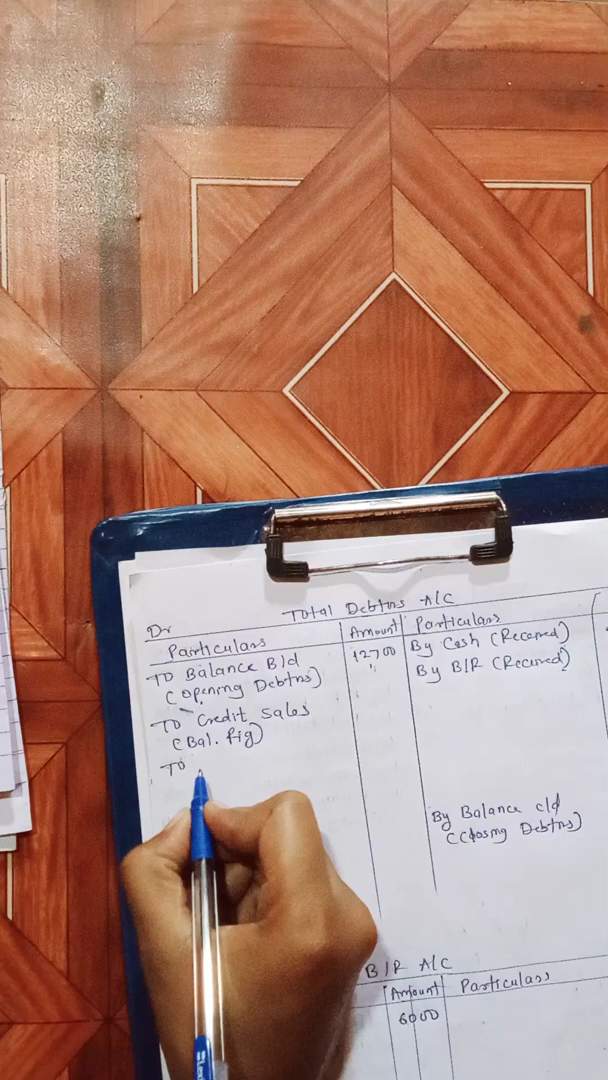 Total Debtors A/C
Dr
Particulars Amount Particulars
To Balance B/d 12700 By Cash (Received)
(Opening Debtors) By B/R (Received)
To Credit Sales
(Bal. fig)
To
By Balance c/d
(Closing Debtors)
B/R A/C
Amount Particulars
6000